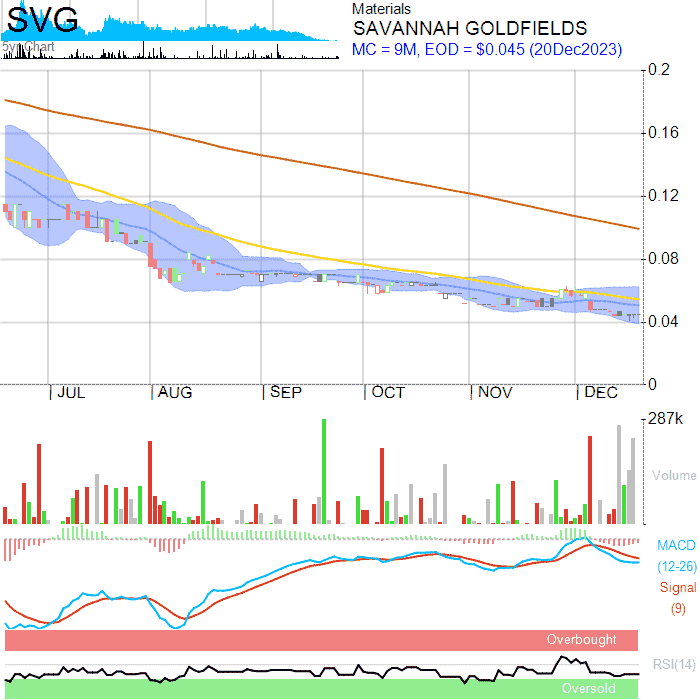 SVG
5yr Chart
Materials
SAVANNAH GOLDFIELDS
MC = 9M, EOD = $0.045 (20Dec2023)
0.2
0.16
0.12
0.08
0.04
0
JUL AUG SEP OCT NOV DEC
287k
Volume
MACD
(12-26)
Signal
(9)
Overbought
RSI(14)
Oversold